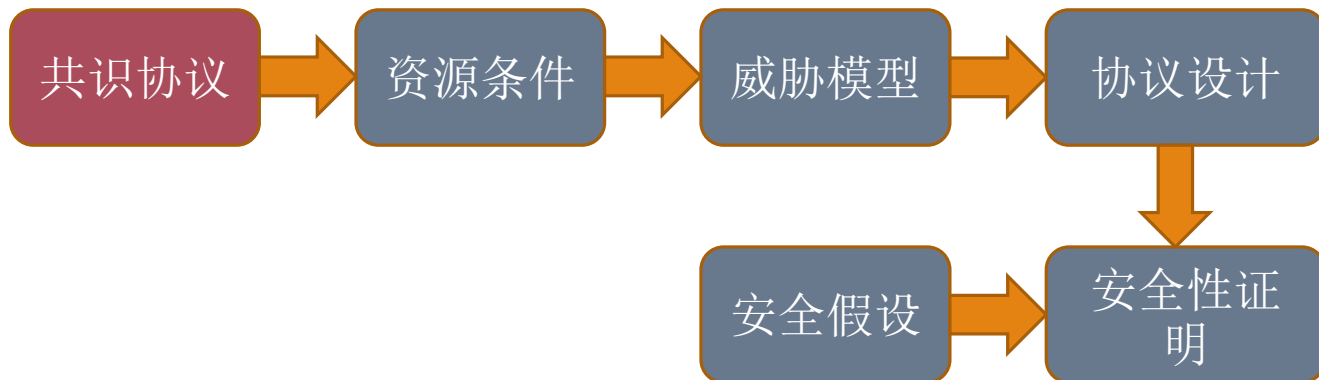 共识协议
资源条件
威胁模型
协议设计
安全假设
安全性证
明